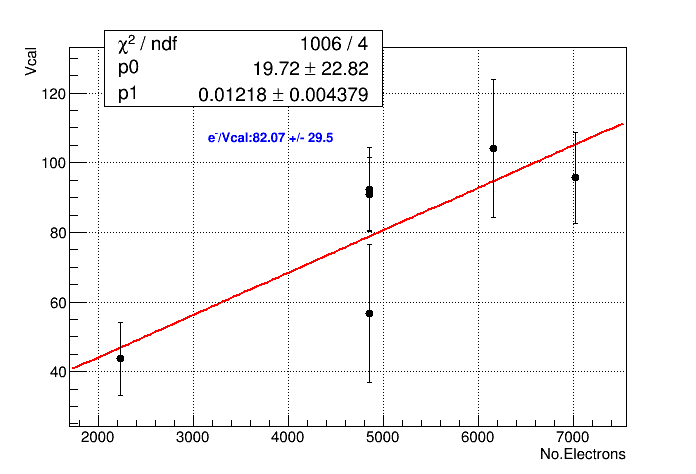 χ² / ndf 1006 / 4
p0 19.72 ± 22.82
p1 0.01218 ± 0.004379
Vcal
e⁻/Vcal:82.07 +/- 29.5
120
100
80
60
40
2000 3000 4000 5000 6000 7000
No.Electrons